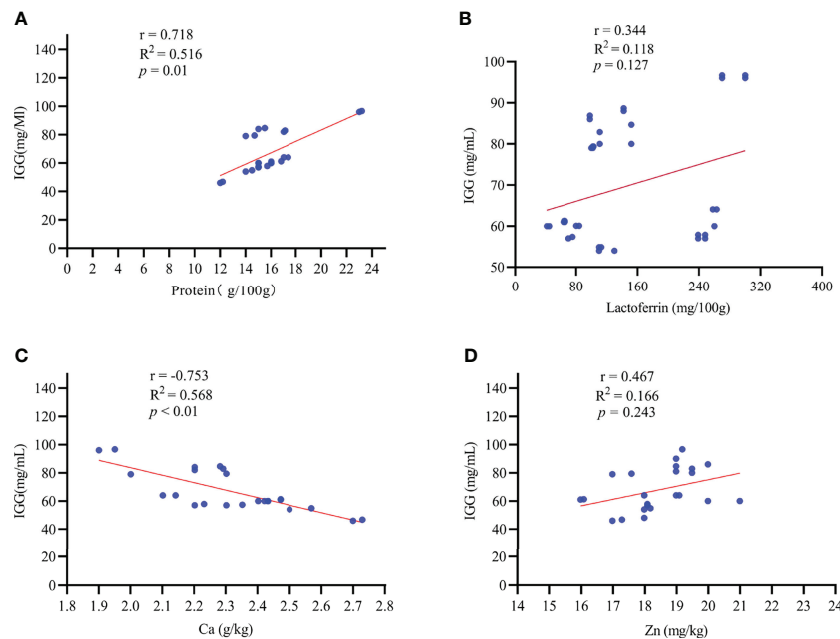 A
r = 0.718
R² = 0.516
p = 0.01
IGG(mg/Ml)
140
120
100
80
60
40
20
0
0 2 4 6 8 10 12 14 16 18 20 22 24
Protein( g/100g)
B
r = 0.344
R² = 0.118
p = 0.127
IGG (mg/mL)
100
90
80
70
60
50
0 80 160 240 320 400
Lactoferrin (mg/100g)
C
r = -0.753
R² = 0.568
p < 0.01
IGG(mg/mL)
140
120
100
80
60
40
20
0
1.8 1.9 2.0 2.1 2.2 2.3 2.4 2.5 2.6 2.7 2.8
Ca (g/kg)
D
r = 0.467
R² = 0.166
p = 0.243
IGG (mg/mL)
140
120
100
80
60
40
20
0
14 15 16 17 18 19 20 21 22 23 24
Zn (mg/kg)